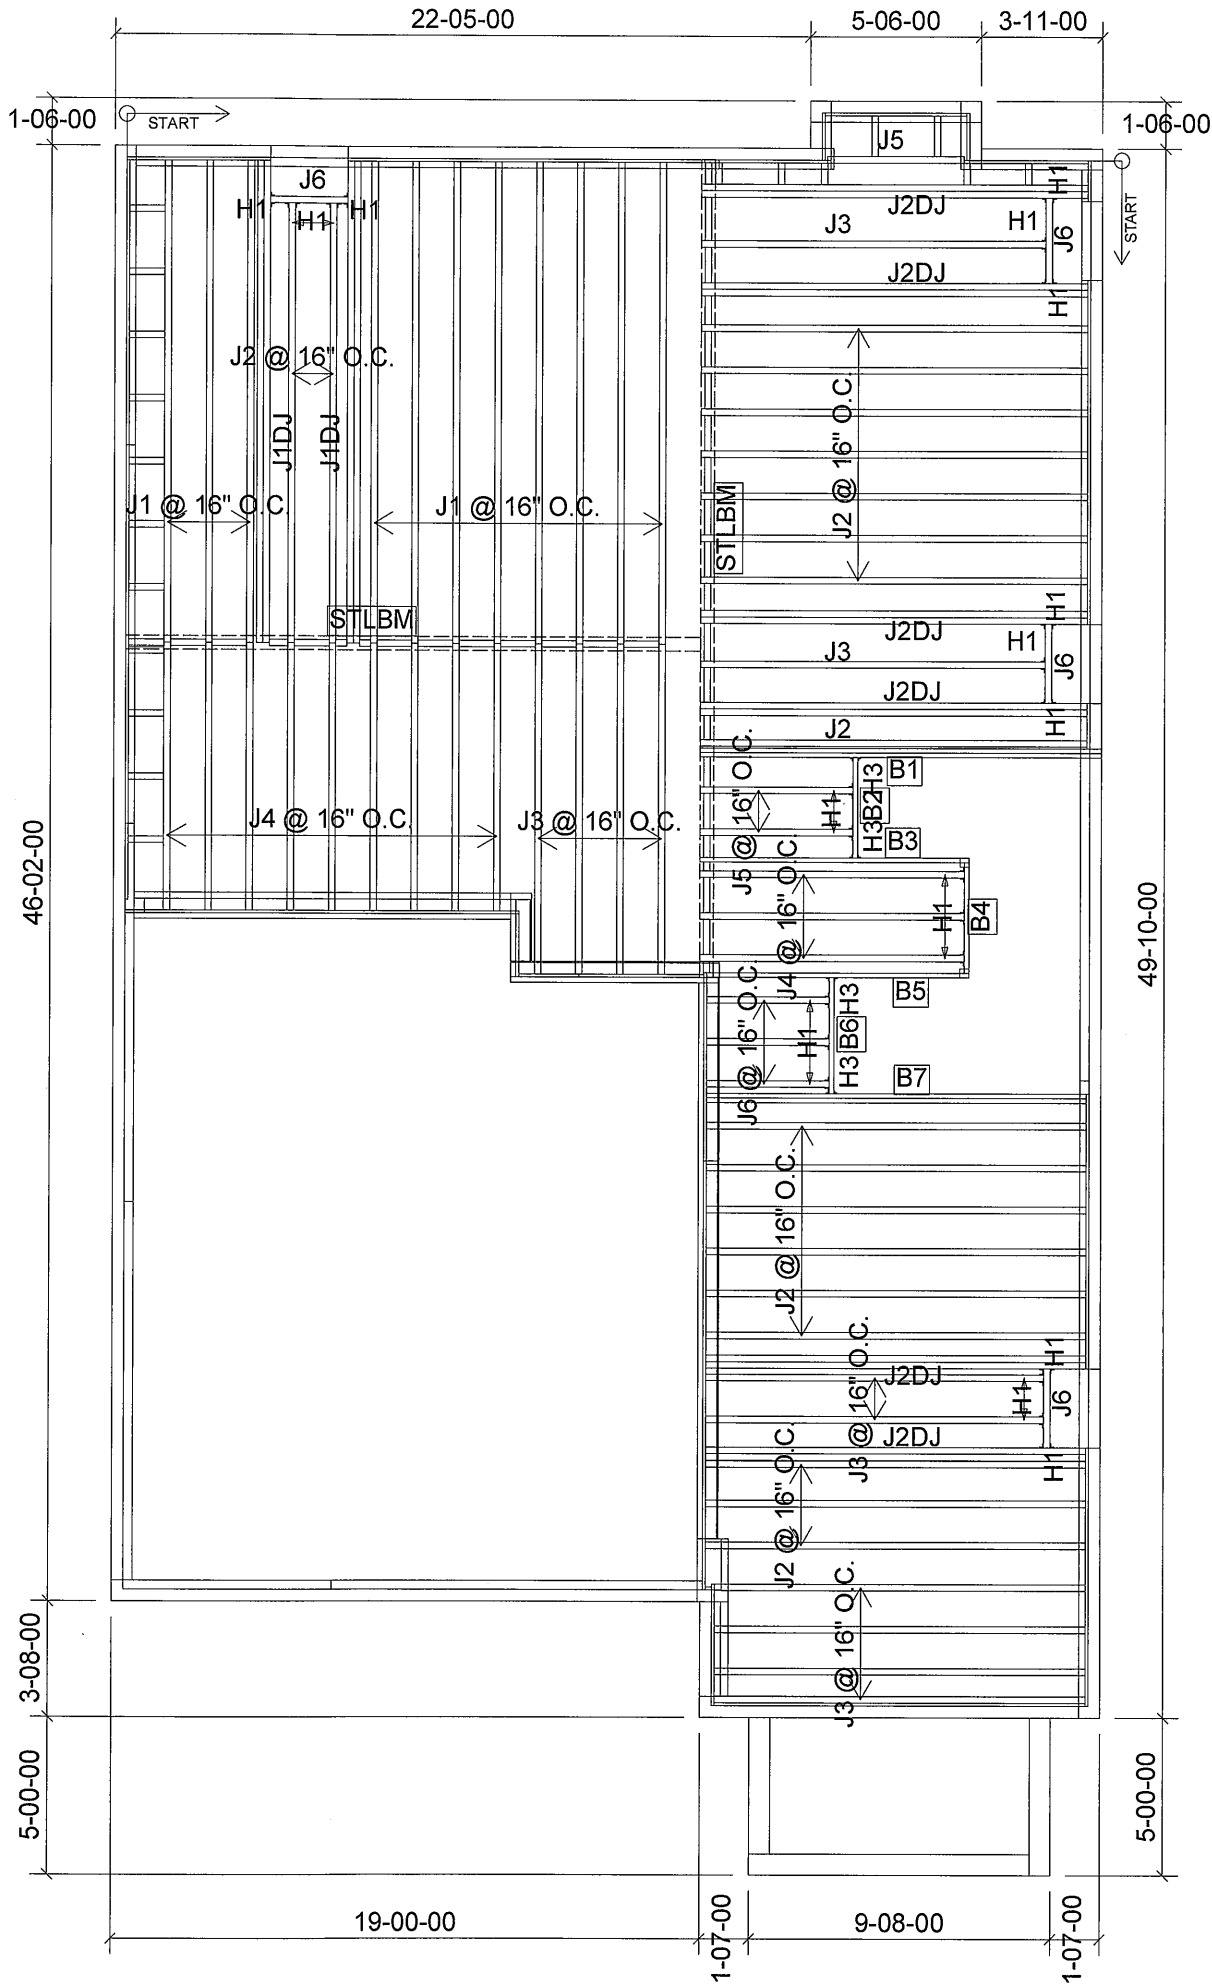 22-05-00
5-06-00
3-11-00
1-06-00
START
1-06-00
START
J5
J6
H1
H1
H1
H1
J2DJ
J3
H1
J6
J2DJ
H1
J2 @ 16" O.C.
J1DJ
J1DJ
J2 @ 16" O.C.
J1 @ 16" O.C.
J1 @ 16" O.C.
STLBM
STLBM
H1
J2DJ
H1
J3
J6
J2DJ
H1
J2
J4 @ 16" O.C.
J3 @ 16" O.C.
J5 @ 16" O.C.
H1
H3
B1
B2
H3
B3
J4 @ 16" O.C.
H1
B4
46-02-00
49-10-00
J6 @ 16" O.C.
H1
H3
B5
B6
H3
B7
J2 @ 16" O.C.
H1
J2DJ
J3 @ 16" O.C.
H1
J6
J2DJ
H1
J2 @ 16" O.C.
J3 @ 16" O.C.
3-08-00
5-00-00
5-00-00
19-00-00
1-07-00
9-08-00
1-07-00